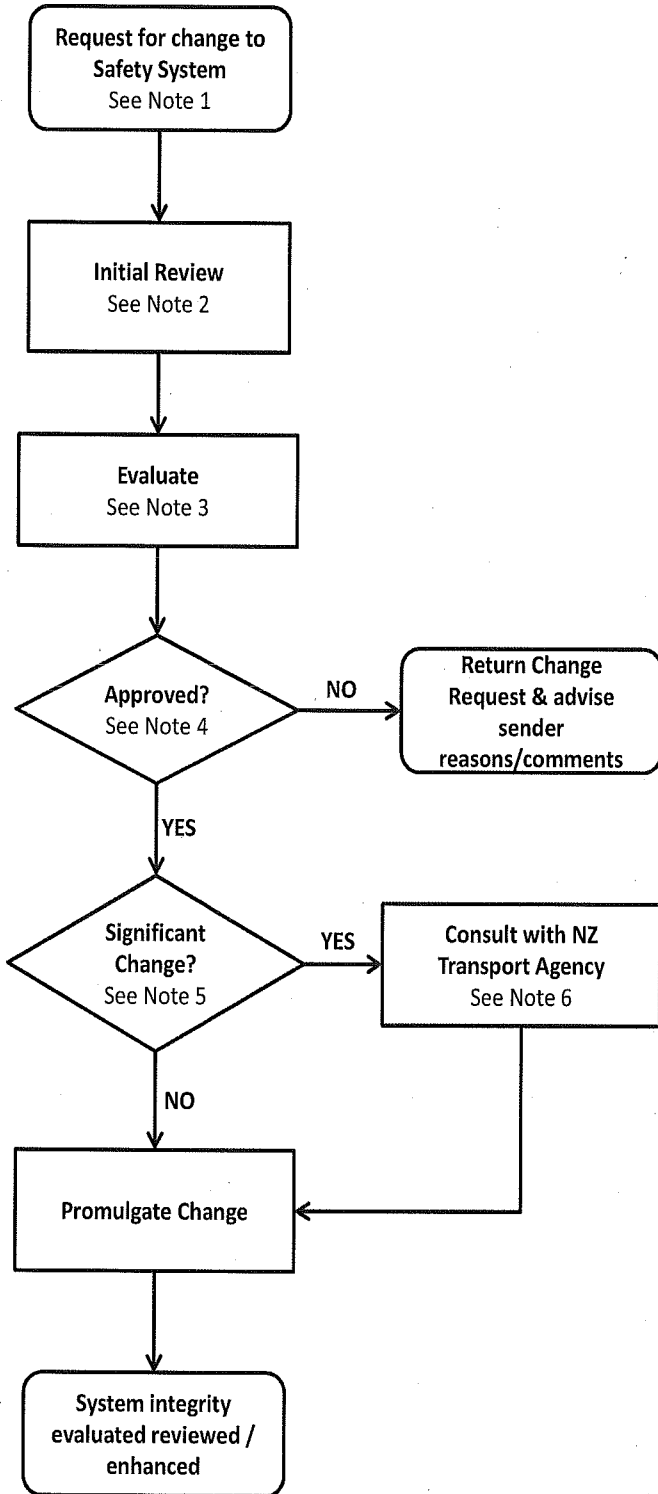 Request for change to
Safety System
See Note 1
Initial Review
See Note 2
Evaluate
See Note 3
Approved?
See Note 4
NO
Return Change
Request & advise
sender
reasons/comments
YES
Significant
Change?
See Note 5
YES
Consult with NZ
Transport Agency
See Note 6
NO
Promulgate Change
System integrity
evaluated reviewed /
enhanced